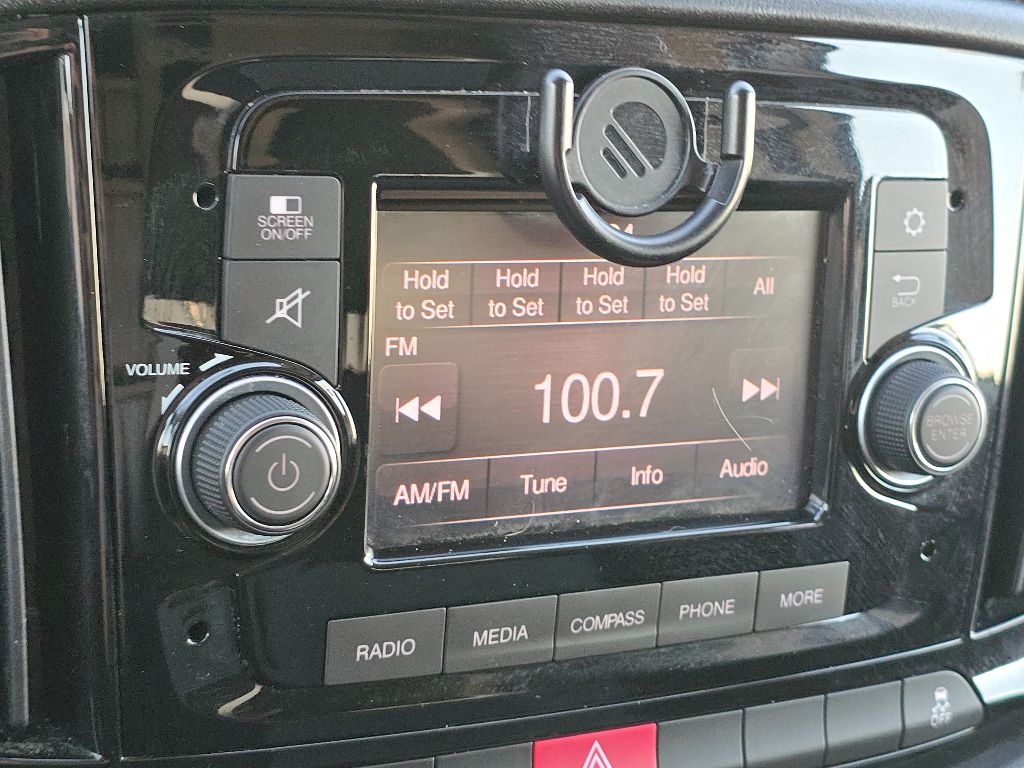 SCREEN
ON/OFF
Hold
to Set
Hold
to Set
Hold
to Set
Hold
to Set
All
BACK
VOLUME
FM
100.7
BROWSE
ENTER
AM/FM
Tune
Info
Audio
RADIO
MEDIA
COMPASS
PHONE
MORE
OFF